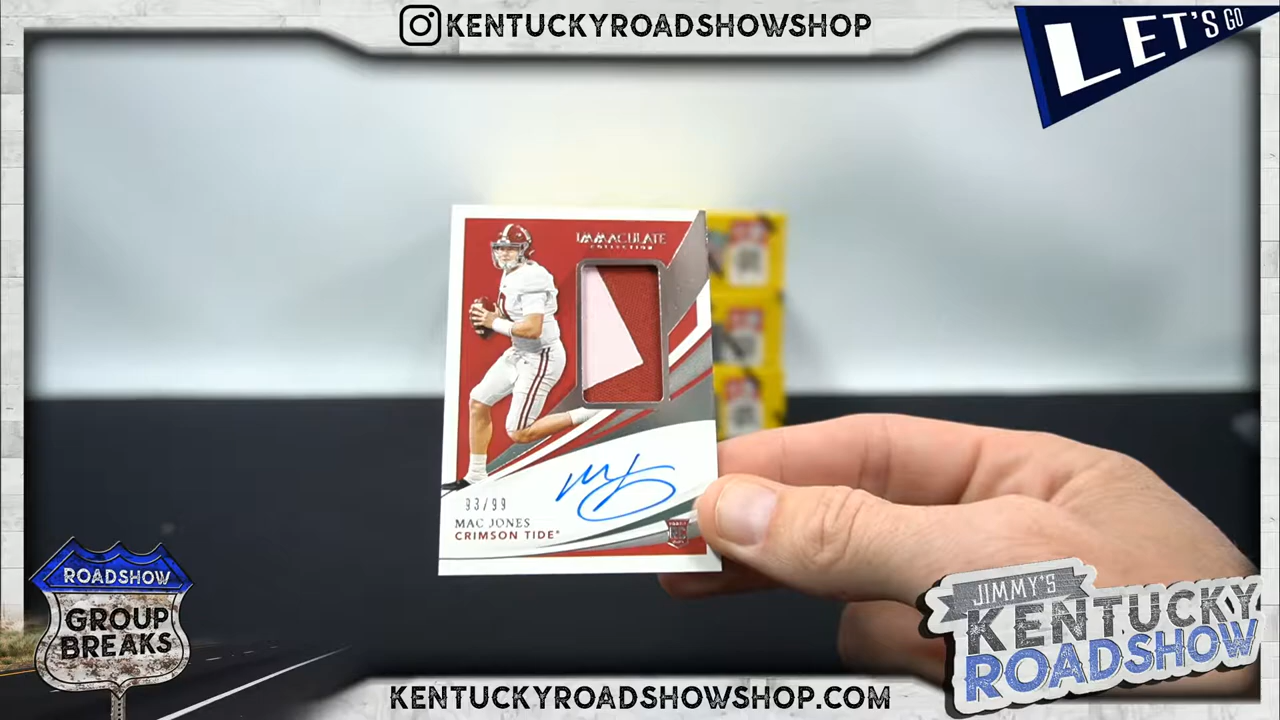 KENTUCKYROADSHOWSHOP
LET'S GO
IMMACULATE
COLLECTION
93/99
MAC JONES
CRIMSON TIDE
ROADSHOW
GROUP
BREAKS
JIMMY'S
KENTUCKY
ROADSHOW
KENTUCKYROADSHOWSHOP.COM